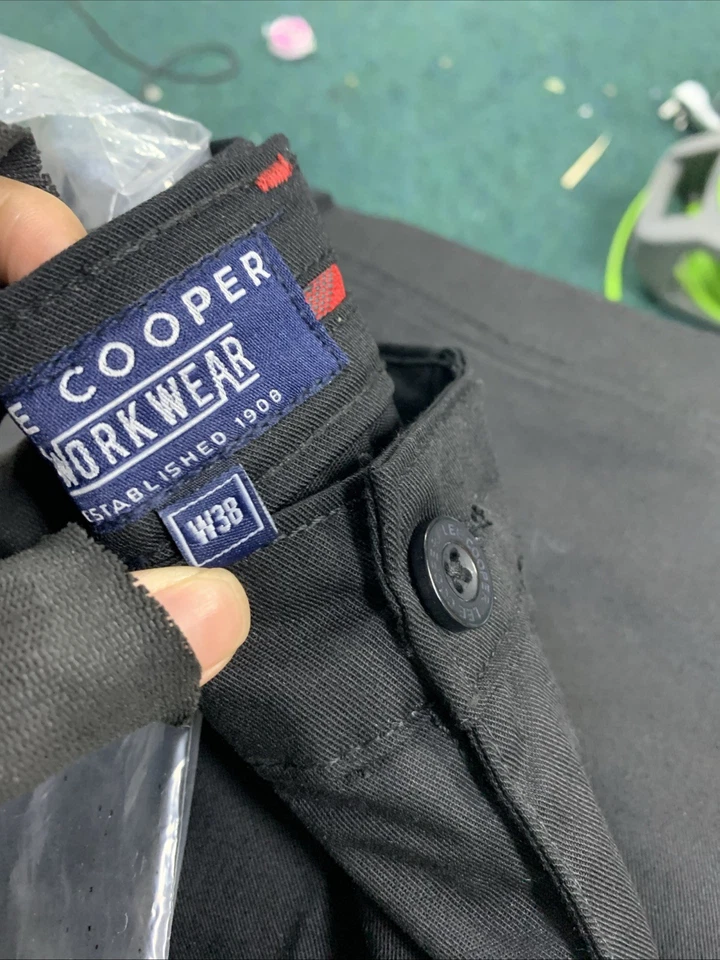 E COOPER
WORKWEAR
ESTABLISHED 1908
W38